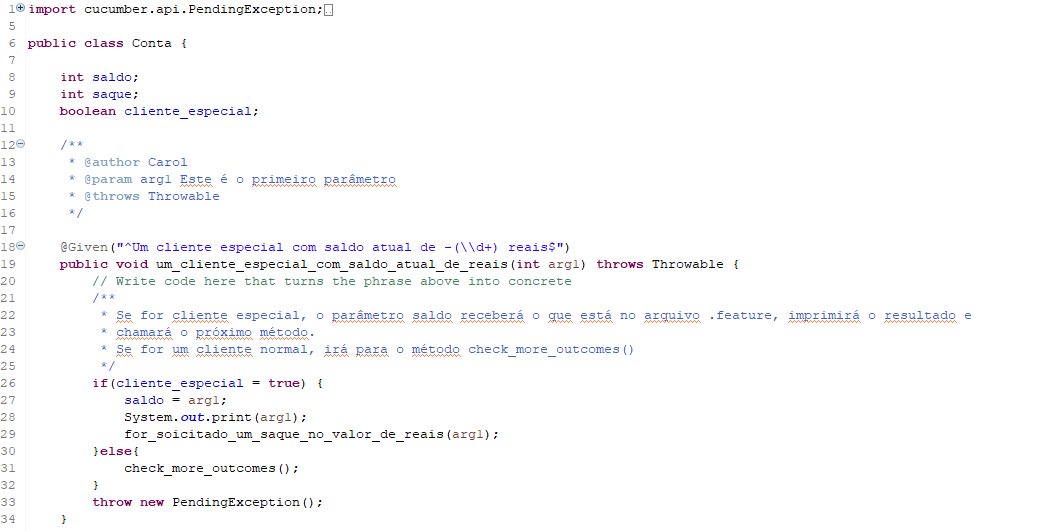 1 import cucumber.api.PendingException;
5
6 public class Conta {
7
8 int saldo;
9 int saque;
10 boolean cliente_especial;
11
12 /**
13 * @author Carol
14 * @param arg1 Este é o primeiro parâmetro
15 * @throws Throwable
16 */
17
18 @Given("^Um cliente especial com saldo atual de -(\\d+) reais$")
19 public void um_cliente_especial_com_saldo_atual_de_reais(int arg1) throws Throwable {
20 // Write code here that turns the phrase above into concrete
21 /**
22 * Se for cliente especial, o parâmetro saldo receberá o que está no arquivo .feature, imprimirá o resultado e
23 * chamará o próximo método.
24 * Se for um cliente normal, irá para o método check_more_outcomes()
25 */
26 if(cliente_especial = true) {
27 saldo = arg1;
28 System.out.print(arg1);
29 for_soicitado_um_saque_no_valor_de_reais(arg1);
30 }else{
31 check_more_outcomes();
32 }
33 throw new PendingException();
34 }